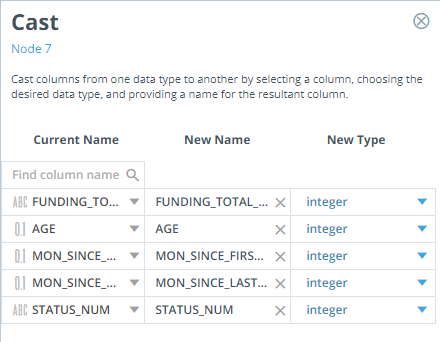 Cast
Node 7
Cast columns from one data type to another by selecting a column, choosing the
desired data type, and providing a name for the resultant column.
Current Name New Name New Type
Find column name
ABC FUNDING_TO... FUNDING_TOTAL_... integer
0.1 AGE AGE integer
0.1 MON_SINCE_... MON_SINCE_FIRS... integer
0.1 MON_SINCE_... MON_SINCE_LAST... integer
ABC STATUS_NUM STATUS_NUM integer